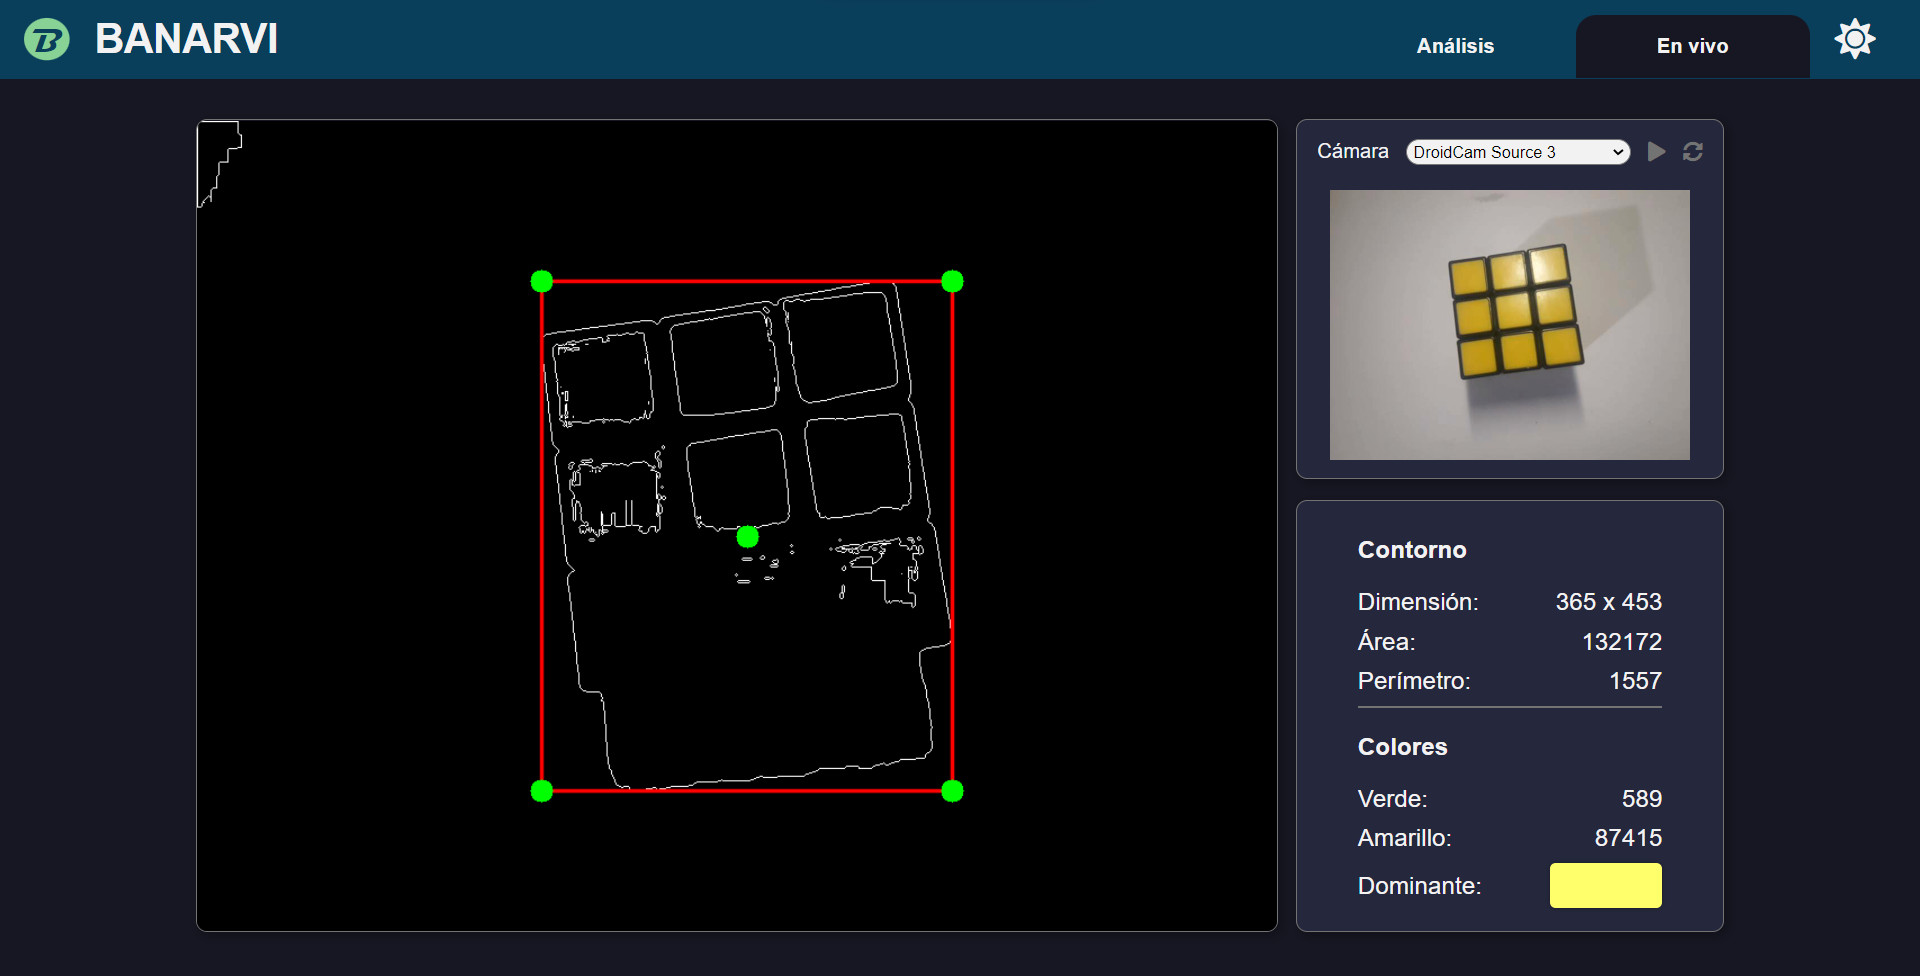 B BANARVI
Análisis
En vivo
Cámara DroidCam Source 3
Contorno
Dimensión: 365 x 453
Área: 132172
Perímetro: 1557
Colores
Verde: 589
Amarillo: 87415
Dominante: